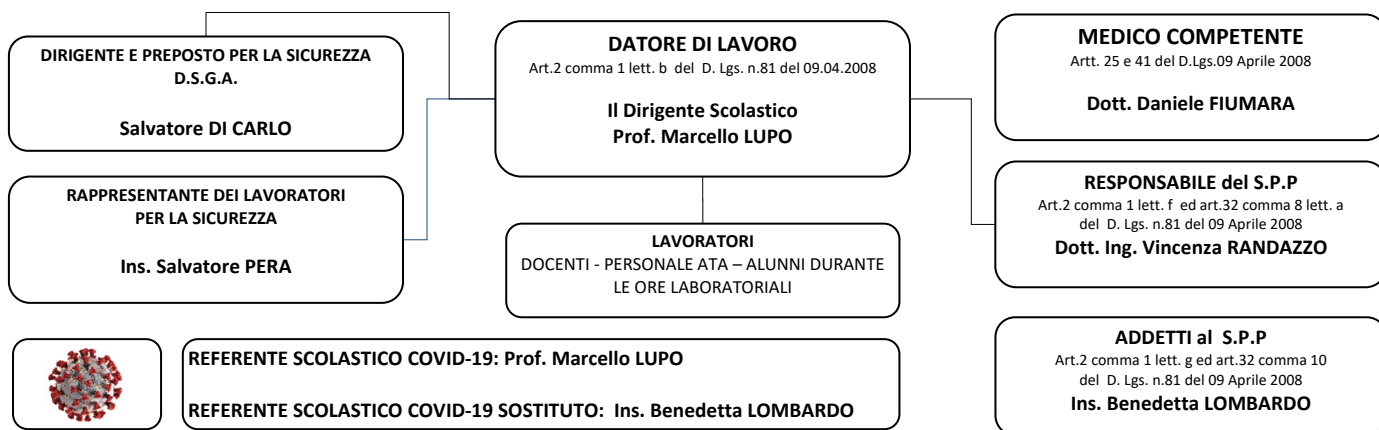 DIRIGENTE E PREPOSTO PER LA SICUREZZA
D.S.G.A.
Salvatore DI CARLO
RAPPRESENTANTE DEI LAVORATORI
PER LA SICUREZZA
Ins. Salvatore PERA
DATORE DI LAVORO
Art.2 comma 1 lett. b del D. Lgs. n.81 del 09.04.2008
Il Dirigente Scolastico
Prof. Marcello LUPO
LAVORATORI
DOCENTI - PERSONALE ATA – ALUNNI DURANTE
LE ORE LABORATORIALI
MEDICO COMPETENTE
Artt. 25 e 41 del D.Lgs.09 Aprile 2008
Dott. Daniele FIUMARA
RESPONSABILE del S.P.P
Art.2 comma 1 lett. f ed art.32 comma 8 lett. a
del D. Lgs. n.81 del 09 Aprile 2008
Dott. Ing. Vincenza RANDAZZO
ADDETTI al S.P.P
Art.2 comma 1 lett. g ed art.32 comma 10
del D. Lgs. n.81 del 09 Aprile 2008
Ins. Benedetta LOMBARDO
REFERENTE SCOLASTICO COVID-19: Prof. Marcello LUPO
REFERENTE SCOLASTICO COVID-19 SOSTITUTO: Ins. Benedetta LOMBARDO